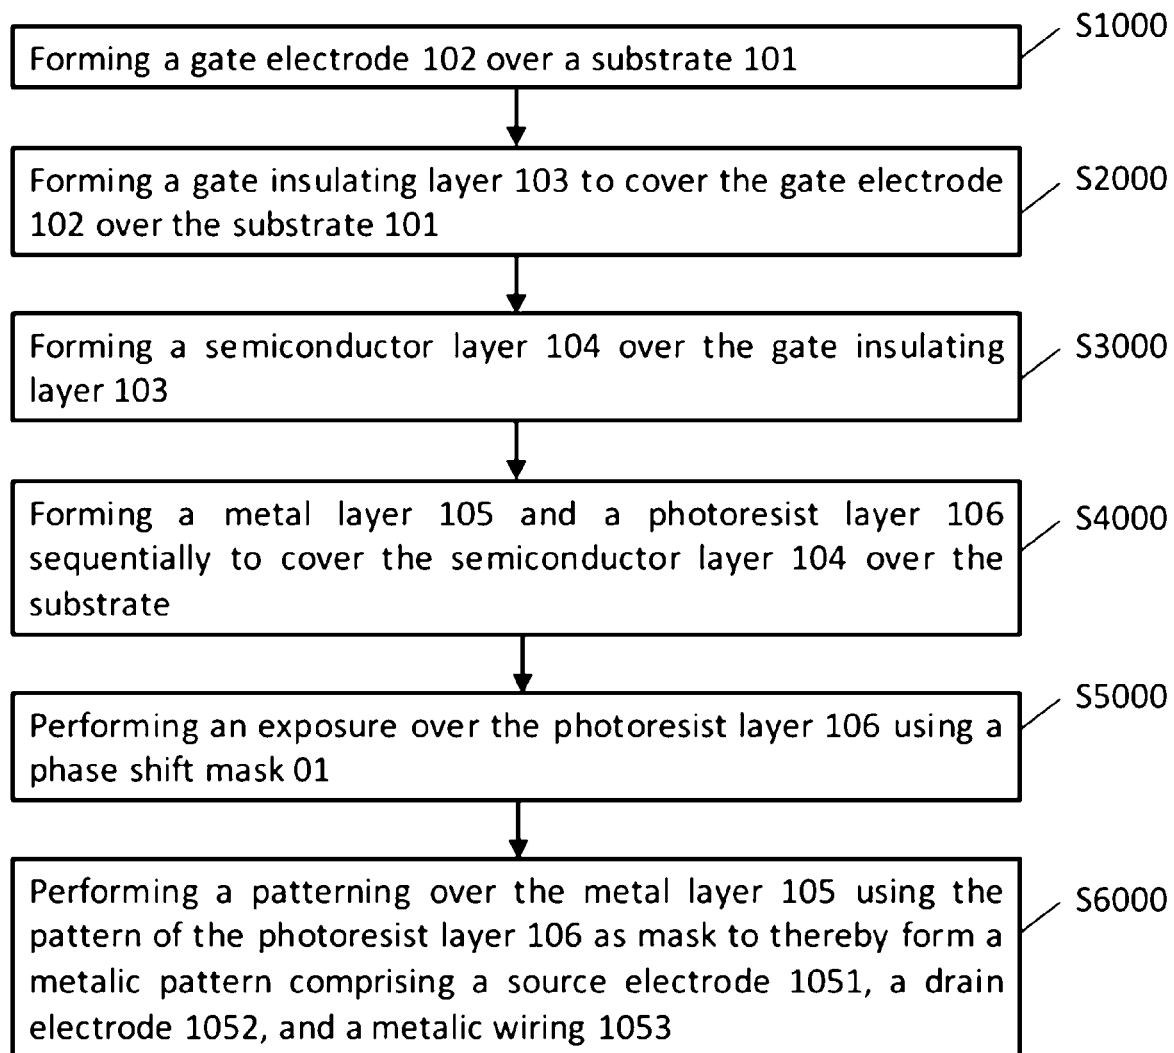 S1000
Forming a gate electrode 102 over a substrate 101
Forming a gate insulating layer 103 to cover the gate electrode
102 over the substrate 101
S2000
Forming a semiconductor layer 104 over the gate insulating
layer 103
S3000
Forming a metal layer 105 and a photoresist layer 106
sequentially to cover the semiconductor layer 104 over the
substrate
S4000
Performing an exposure over the photoresist layer 106 using a
phase shift mask 01
S5000
Performing a patterning over the metal layer 105 using the
pattern of the photoresist layer 106 as mask to thereby form a
metalic pattern comprising a source electrode 1051, a drain
electrode 1052, and a metalic wiring 1053
S6000